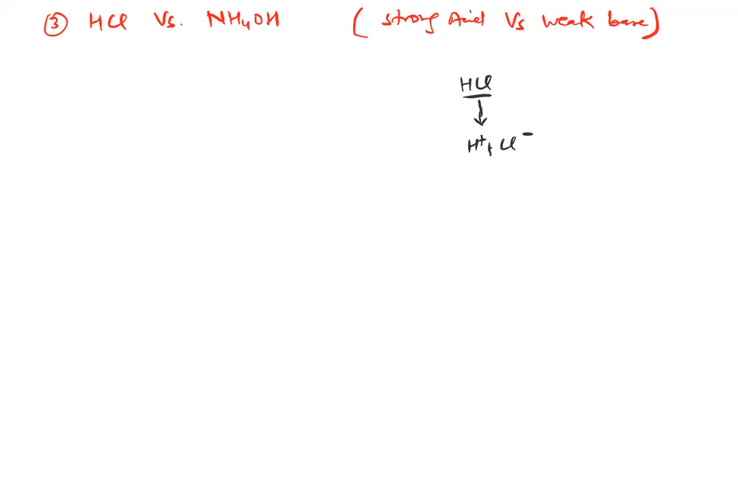 ③ HCl Vs. NH4OH (strong Acid Vs weak base)
HCl
↓
H+ + Cl−